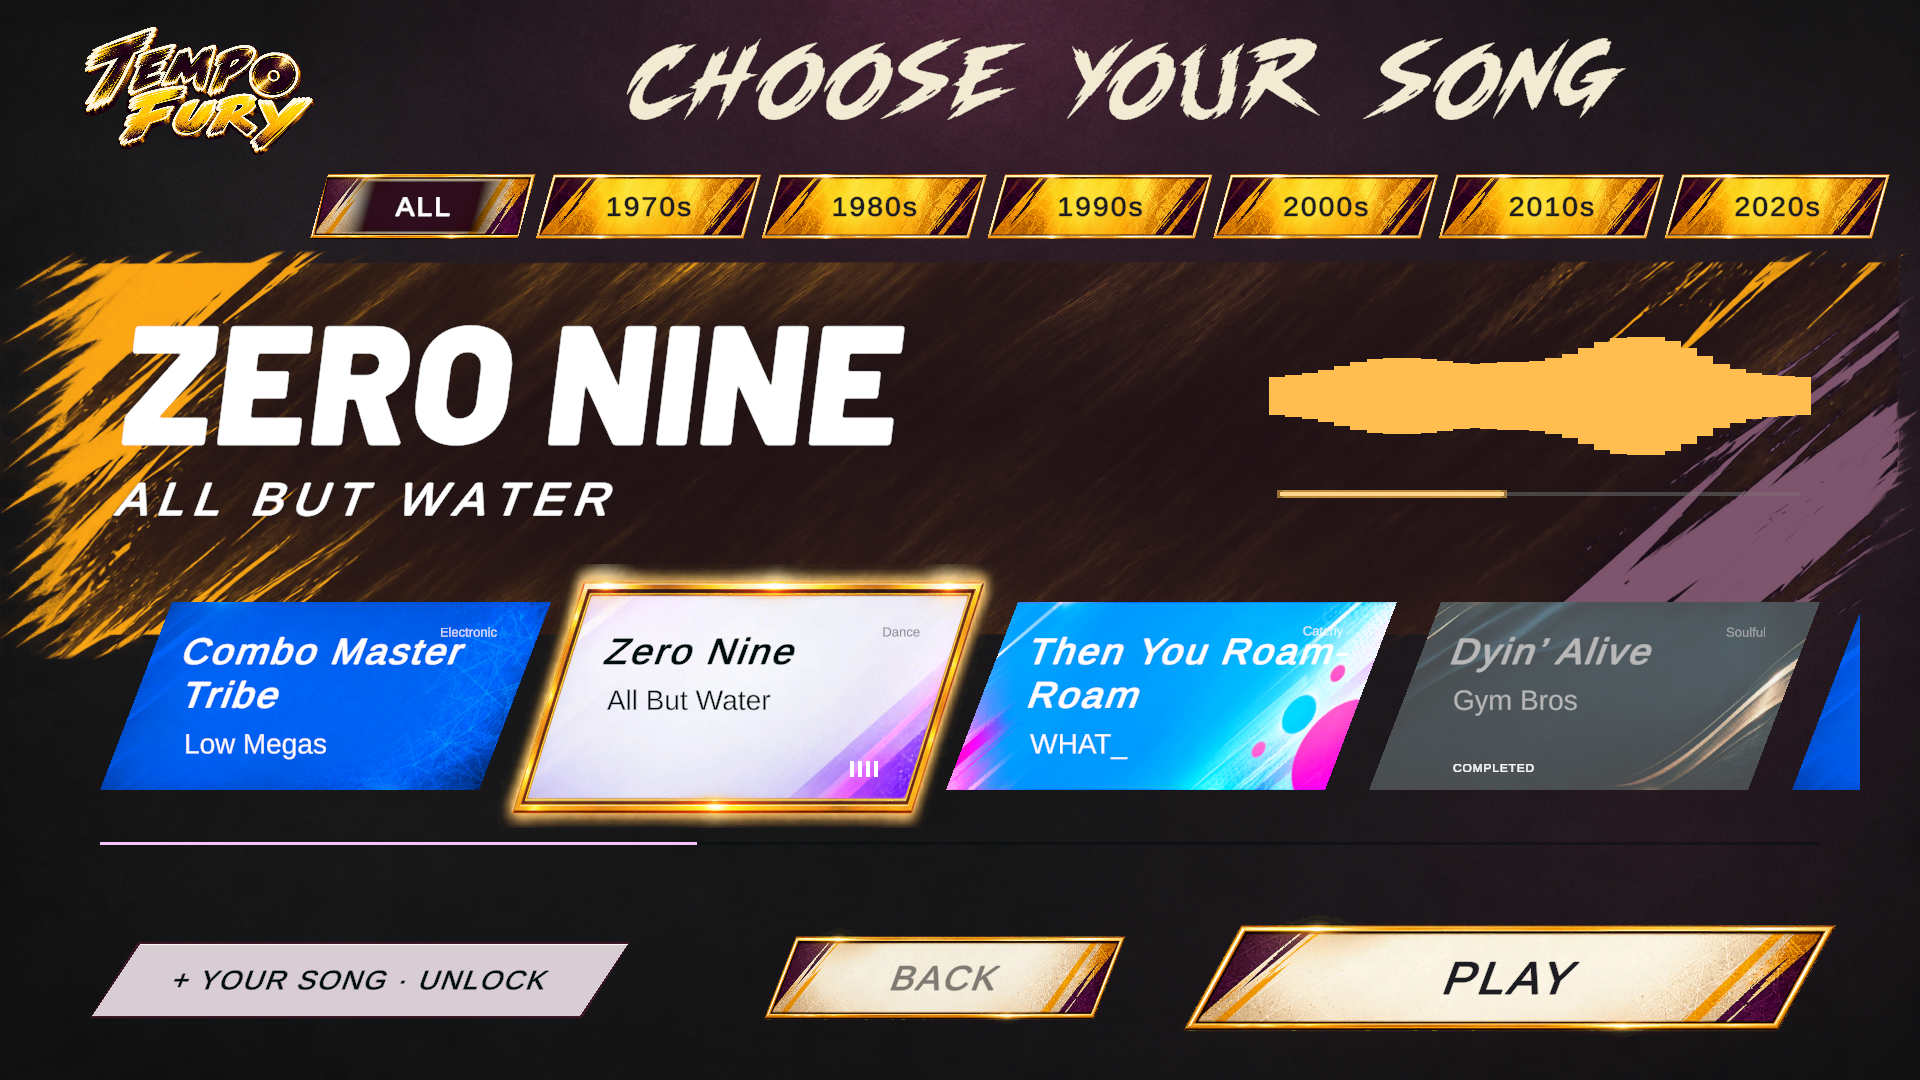 TEMPO
FURY
CHOOSE YOUR SONG
ALL
1970s
1980s
1990s
2000s
2010s
2020s
ZERO NINE
ALL BUT WATER
Electronic
Combo Master
Tribe
Low Megas
Dance
Zero Nine
All But Water
Catchy
Then You Roam-
Roam
WHAT_
Soulful
Dyin’ Alive
Gym Bros
COMPLETED
+ YOUR SONG · UNLOCK
BACK
PLAY